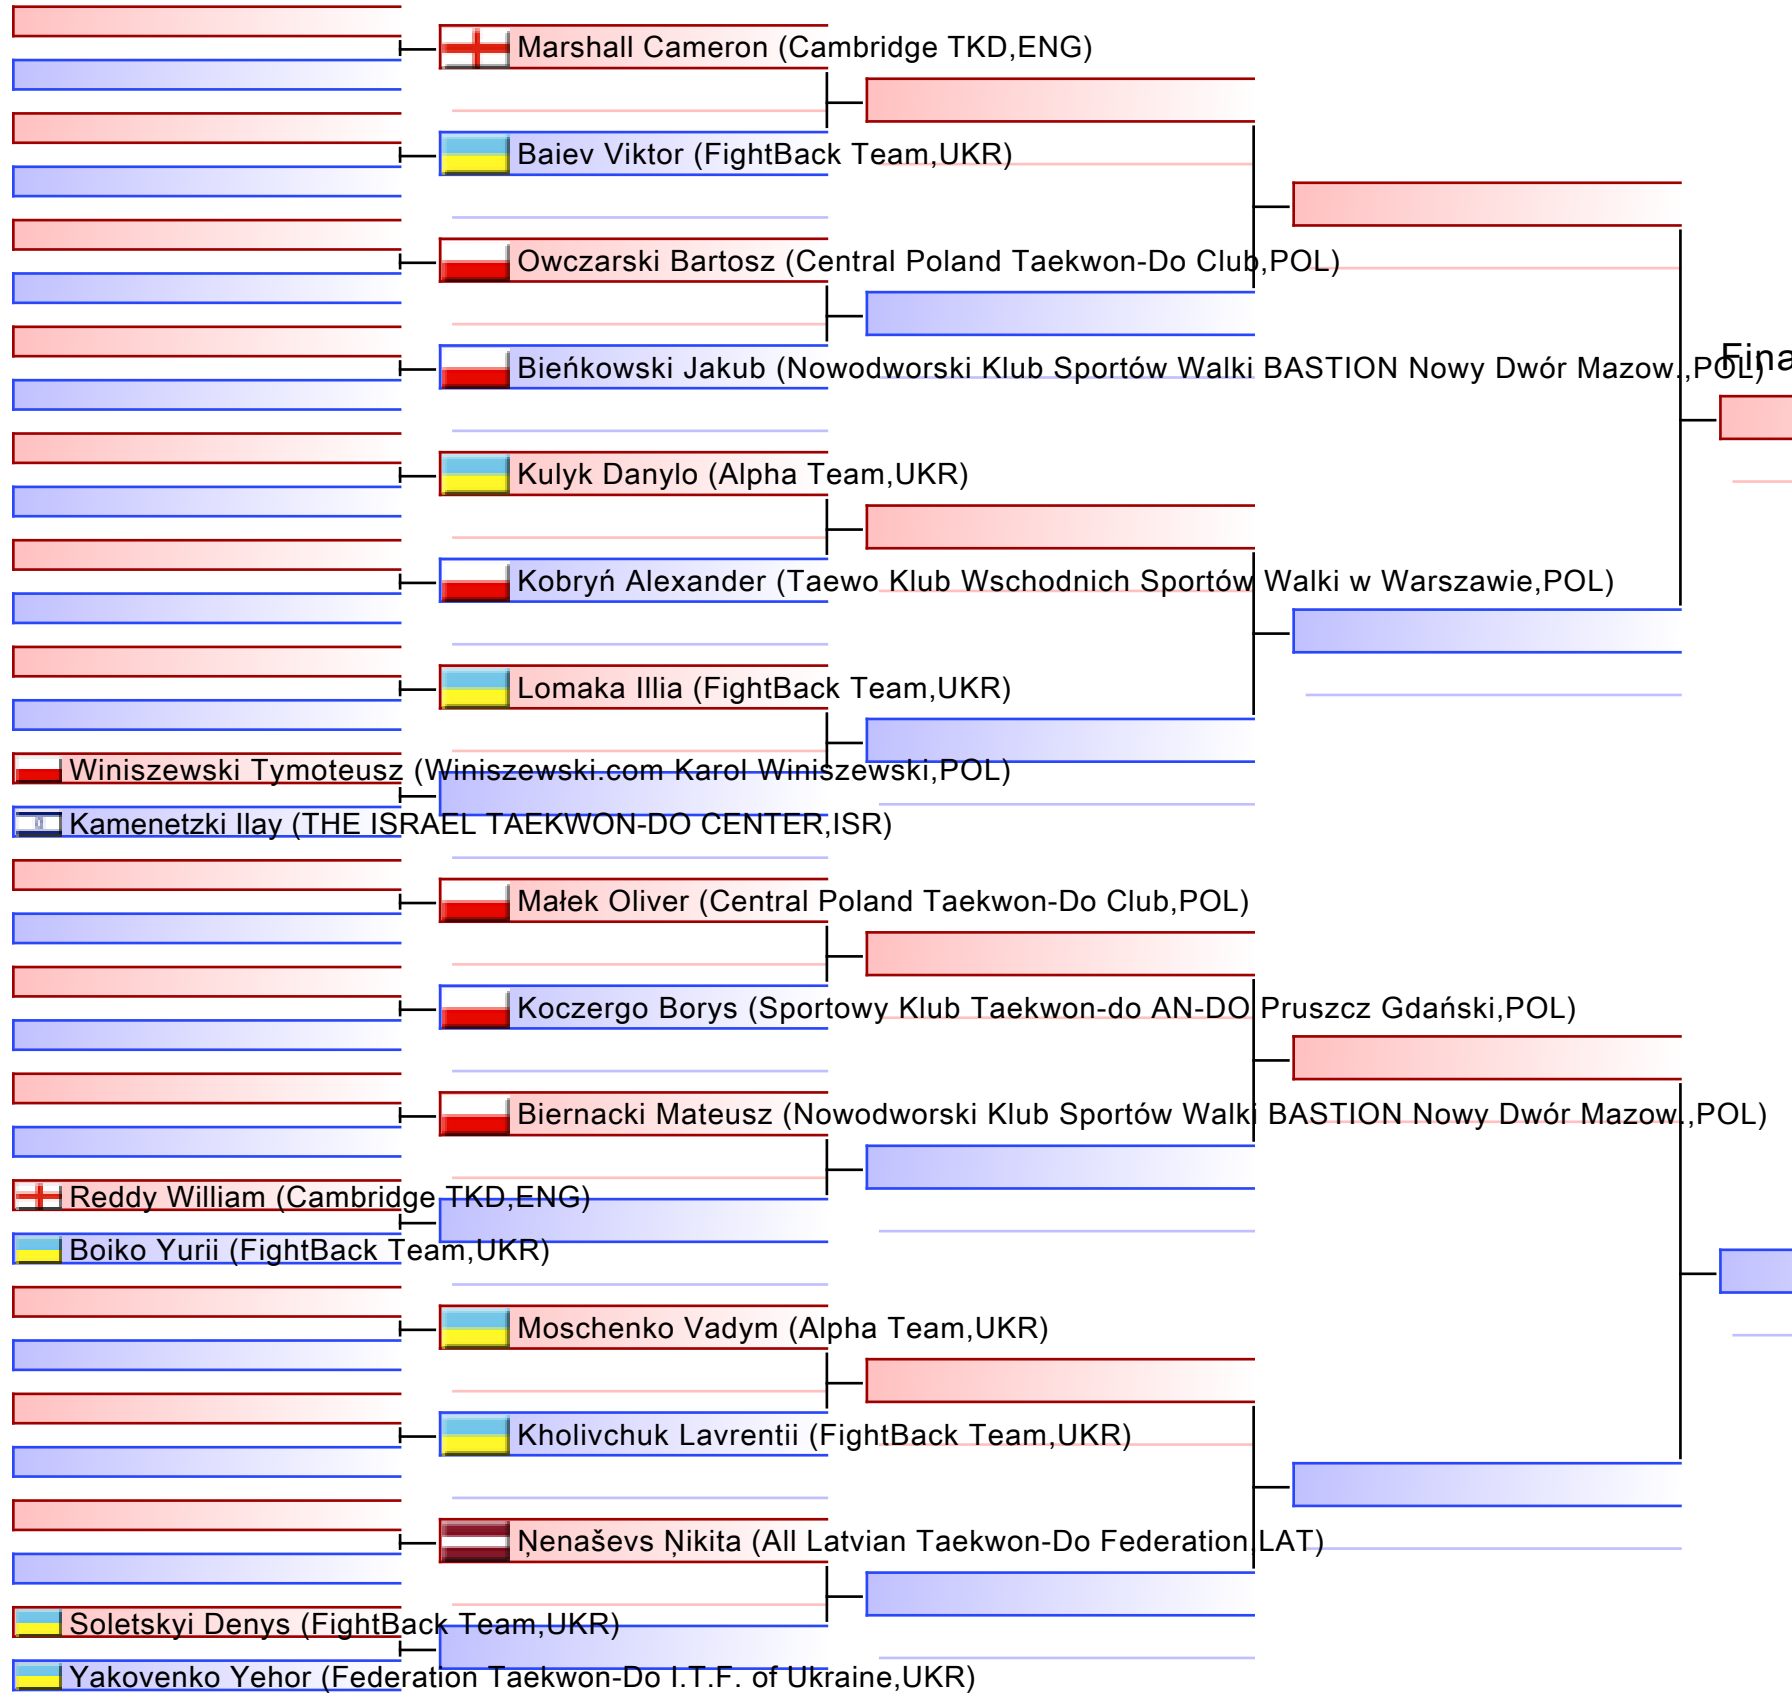 Marshall Cameron (Cambridge TKD,ENG)
Baiev Viktor (FightBack Team,UKR)
Owczarski Bartosz (Central Poland Taekwon-Do Club,POL)
Bieńkowski Jakub (Nowodworski Klub Sportów Walki BASTION Nowy Dwór Mazow.,POL)
Fina
Kulyk Danylo (Alpha Team,UKR)
Kobryń Alexander (Taewo Klub Wschodnich Sportów Walki w Warszawie,POL)
Lomaka Illia (FightBack Team,UKR)
Winiszewski Tymoteusz (Winiszewski.com Karol Winiszewski,POL)
Kamenetzki Ilay (THE ISRAEL TAEKWON-DO CENTER,ISR)
Małek Oliver (Central Poland Taekwon-Do Club,POL)
Koczergo Borys (Sportowy Klub Taekwon-do AN-DO Pruszcz Gdański,POL)
Biernacki Mateusz (Nowodworski Klub Sportów Walki BASTION Nowy Dwór Mazow.,POL)
Reddy William (Cambridge TKD,ENG)
Boiko Yurii (FightBack Team,UKR)
Moschenko Vadym (Alpha Team,UKR)
Kholivchuk Lavrentii (FightBack Team,UKR)
Ņenaševs Ņikita (All Latvian Taekwon-Do Federation,LAT)
Soletskyi Denys (FightBack Team,UKR)
Yakovenko Yehor (Federation Taekwon-Do I.T.F. of Ukraine,UKR)